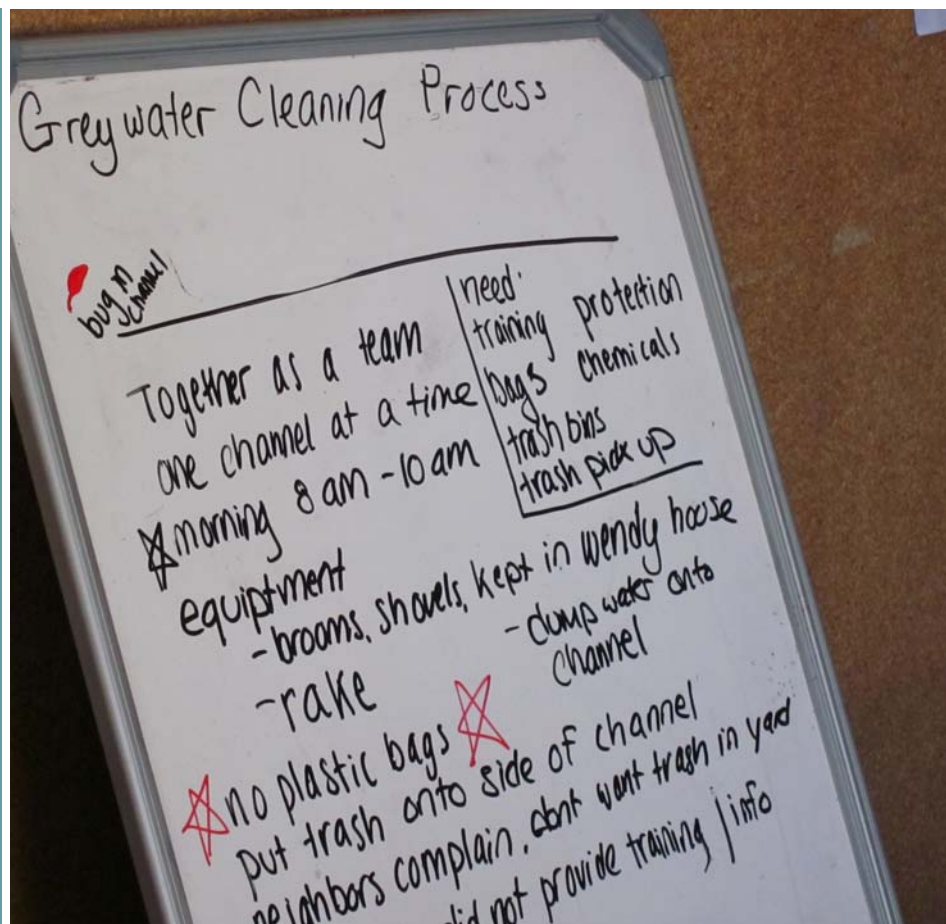 Greywater Cleaning Process
bug in
channel
Together as a team
one channel at a time
morning 8 am - 10 am
need
training protection
bags chemicals
trash bins
trash pick up
equiptment
- brooms, shovels, kept in wendy house
- rake
- dump water onto
channel
no plastic bags
put trash onto side of channel
neighbors complain, dont want trash in yard
did not provide training / info